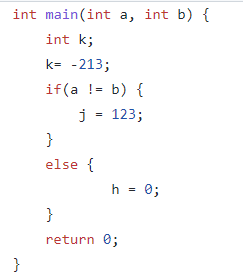 int main(int a, int b) {
    int k;
    k= -213;
    if(a != b) {
        j = 123;
    }
    else {
            h = 0;
    }
    return 0;
}